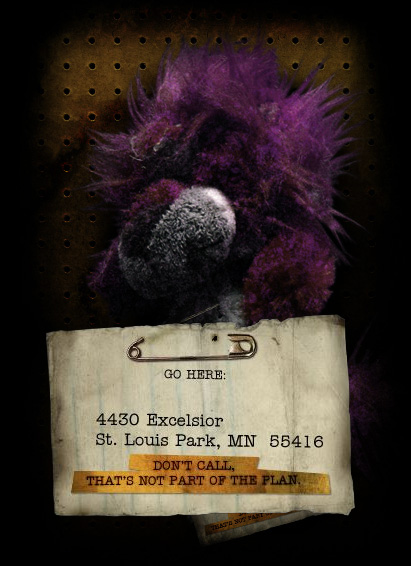 GO HERE:
4430 Excelsior
St. Louis Park, MN 55416
DON'T CALL,
THAT'S NOT PART OF THE PLAN.